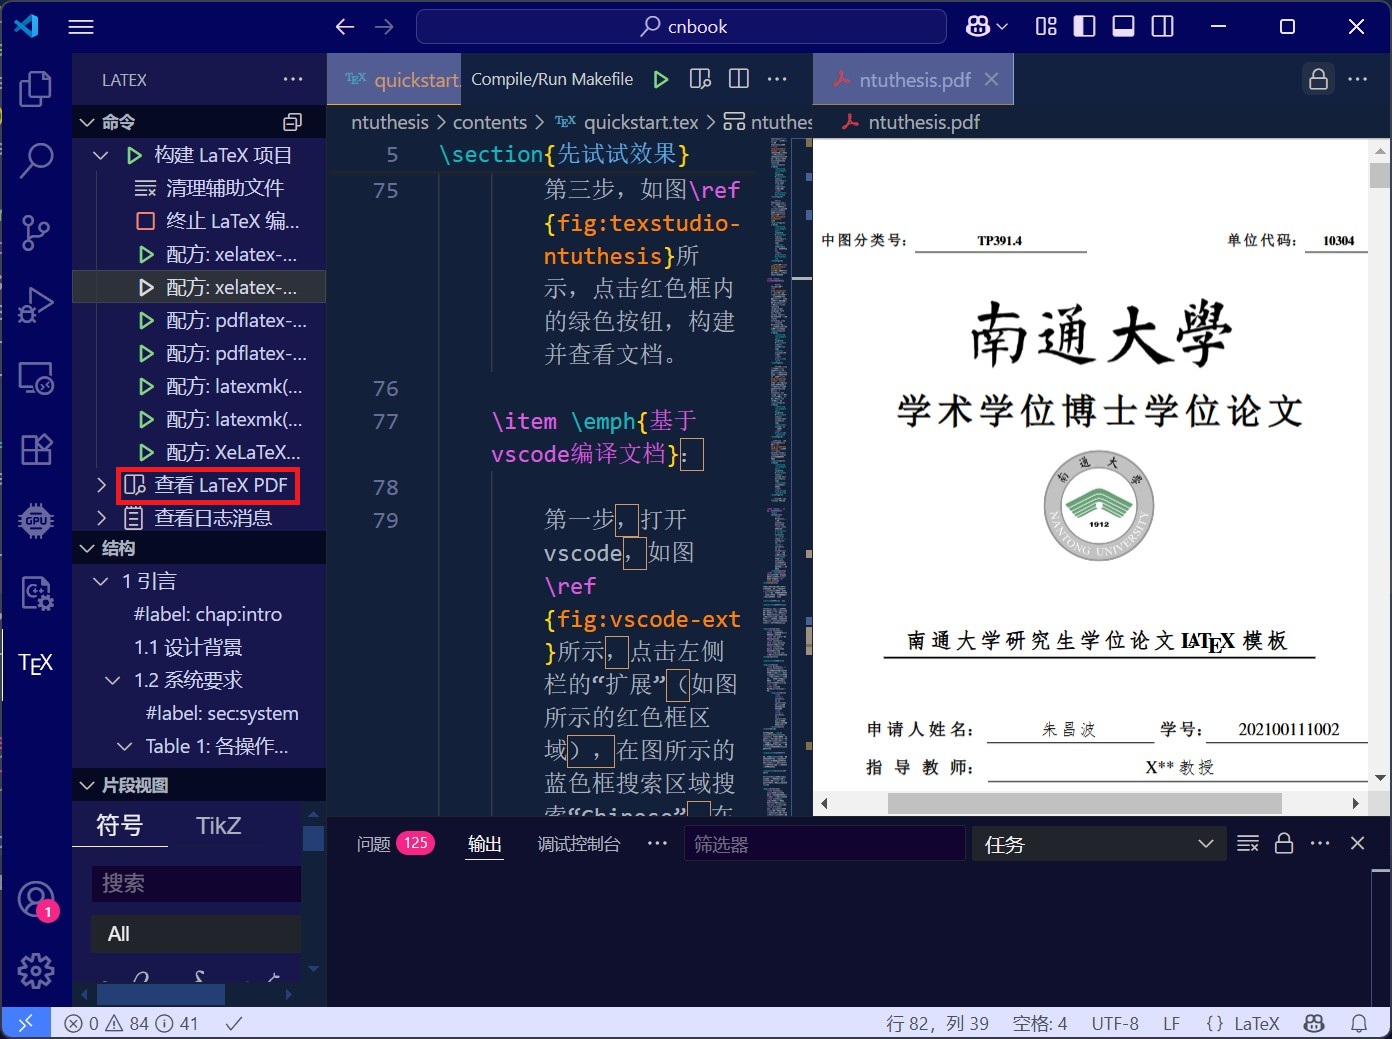 cnbook
LATEX
命令
构建 LaTeX 项目
清理辅助文件
终止 LaTeX 编...
配方: xelatex-...
配方: xelatex-...
配方: pdflatex-...
配方: pdflatex-...
配方: latexmk(...
配方: latexmk(...
配方: XeLaTeX...
查看 LaTeX PDF
查看日志消息
结构
1 引言
#label: chap:intro
1.1 设计背景
1.2 系统要求
#label: sec:system
Table 1: 各操作...
片段视图
符号 TikZ
搜索
All
TEX
GPU
1
TEX quickstart. Compile/Run Makefile
ntuthesis > contents > TEX quickstart.tex > ntuthes
5 \section{先试试效果}
75 第三步，如图\ref
{fig:texstudio-
ntuthesis}所
示，点击红色框内
的绿色按钮，构建
并查看文档。
76
77 \item \emph{基于
vscode编译文档}：
78
79 第一步，打开
vscode，如图
\ref
{fig:vscode-ext
}所示，点击左侧
栏的“扩展”（如图
所示的红色框区
域），在图所示的
蓝色框搜索区域搜
索“Chinese”，在
ntuthesis.pdf
ntuthesis.pdf
中图分类号： TP391.4 单位代码： 10304
南通大學
学术学位博士学位论文
南通大学
1912
NANTONG UNIVERSITY
南通大学研究生学位论文 LATEX 模板
申请人姓名： 朱昌波 学号： 202100111002
指 导 教 师： X** 教授
问题 125 输出 调试控制台 筛选器 任务
0 84 41 行 82，列 39 空格: 4 UTF-8 LF {} LaTeX